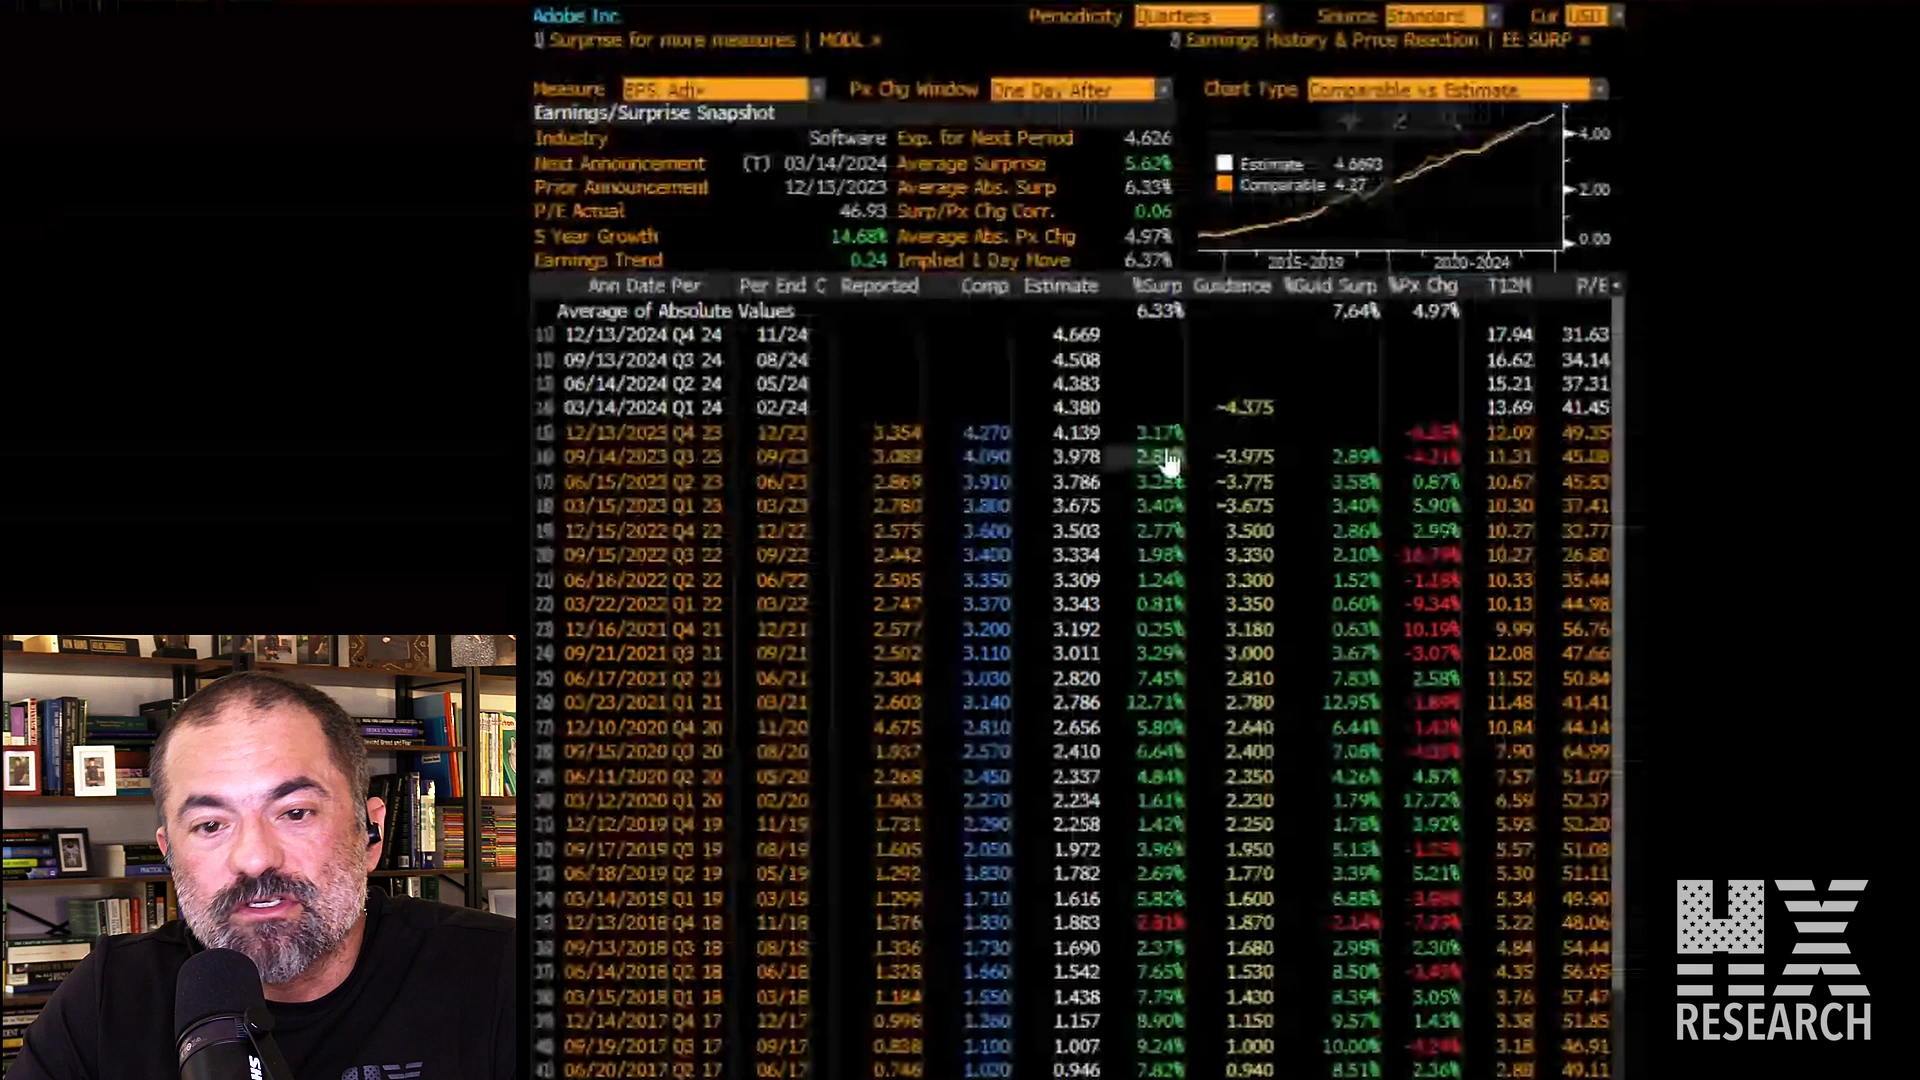 Adobe Inc. Periodicity Quarters Source Standard Cur USD
1) Surprise for more measures | MODL » 2) Earnings History & Price Reaction | EE SURP »
Measure EPS, Adj+ Px Chg Window One Day After Chart Type Comparable vs Estimate
Earnings/Surprise Snapshot
Industry Software Exp. for Next Period 4.626
Next Announcement (T) 03/14/2024 Average Surprise 5.62%
Prior Announcement 12/13/2023 Average Abs. Surp 6.33%
P/E Actual 46.93 Surp/Px Chg Corr. 0.06
5 Year Growth 14.68% Average Abs. Px Chg 4.97%
Earnings Trend 0.24 Implied 1 Day Move 6.37%
Estimate 4.6693
Comparable 4.27
4.00
2.00
0.00
2015-2019 2020-2024
Ann Date Per Per End C Reported Comp Estimate %Surp Guidance %Guid Surp %Px Chg T12M P/E
Average of Absolute Values 6.33% 7.64% 4.97%
12/13/2024 Q4 24 11/24 4.669 17.94 31.63
09/13/2024 Q3 24 08/24 4.508 16.62 34.14
06/14/2024 Q2 24 05/24 4.383 15.21 37.31
03/14/2024 Q1 24 02/24 4.380 ~4.375 13.69 41.45
12/13/2023 Q4 23 12/23 3.354 4.270 4.139 3.17% 12.09
09/14/2023 Q3 23 09/23 3.089 4.090 3.978 ~3.975 2.89% -4.21% 11.31
06/15/2023 Q2 23 06/23 2.869 3.910 3.786 ~3.775 3.58% 0.87% 10.67 45.83
03/15/2023 Q1 23 03/23 2.780 3.800 3.675 3.40% ~3.675 3.40% 5.90% 10.30 37.41
12/15/2022 Q4 22 12/22 2.575 3.600 3.503 2.77% 3.500 2.86% 2.99% 10.27 32.77
09/15/2022 Q3 22 09/22 2.442 3.400 3.334 1.98% 3.330 2.10% -16.79% 10.27 26.80
06/16/2022 Q2 22 06/22 2.505 3.350 3.309 1.24% 3.300 1.52% -1.18% 10.33 35.44
03/22/2022 Q1 22 03/22 2.747 3.370 3.343 0.81% 3.350 0.60% -9.34% 10.13 44.98
12/16/2021 Q4 21 12/21 2.577 3.200 3.192 0.25% 3.180 0.63% 10.19% 9.99 56.76
09/21/2021 Q3 21 09/21 2.502 3.110 3.011 3.29% 3.000 3.67% -3.07% 12.08 47.66
06/17/2021 Q2 21 06/21 2.304 3.030 2.820 7.45% 2.810 7.83% 2.58% 11.52 50.84
03/23/2021 Q1 21 03/21 2.603 3.140 2.786 12.71% 2.780 12.95% 11.48 41.41
12/10/2020 Q4 20 11/20 4.675 2.810 2.656 5.80% 2.640 6.44% -1.42% 10.84 44.14
09/15/2020 Q3 20 08/20 1.937 2.570 2.410 6.64% 2.400 7.08% 7.90 64.99
06/11/2020 Q2 20 05/20 2.268 2.450 2.337 4.84% 2.350 4.26% 4.87% 7.57 51.07
03/12/2020 Q1 20 02/20 1.963 2.270 2.234 1.61% 2.230 1.79% 17.72% 6.59 52.37
12/12/2019 Q4 19 11/19 1.731 2.290 2.258 1.42% 2.250 1.78% 3.92% 5.93 52.20
09/17/2019 Q3 19 08/19 1.605 2.050 1.972 3.96% 1.950 5.13% 5.57 51.08
06/18/2019 Q2 19 05/19 1.292 1.830 1.782 2.69% 1.770 3.39% 5.21% 5.30 51.11
03/14/2019 Q1 19 03/19 1.299 1.710 1.616 5.82% 1.600 6.88% 5.34 49.90
12/13/2018 Q4 18 11/18 1.376 1.830 1.883 -2.81% 1.870 -2.14% 5.22 48.06
09/13/2018 Q3 18 08/18 1.336 1.730 1.690 2.37% 1.680 2.98% 2.30% 4.84 54.44
06/14/2018 Q2 18 06/18 1.328 1.660 1.542 7.65% 1.530 8.50% 4.35 56.05
03/15/2018 Q1 18 03/18 1.184 1.550 1.438 7.79% 1.430 8.39% 3.05% 3.76 57.47
12/14/2017 Q4 17 12/17 0.996 1.260 1.157 8.90% 1.150 9.57% 1.43% 3.38 51.85
09/19/2017 Q3 17 09/17 0.838 1.100 1.007 9.24% 1.000 10.00% 3.18 46.91
06/20/2017 Q2 17 06/17 0.746 1.020 0.946 7.82% 0.940 8.51% 2.36% 2.88 49.11
HX
RESEARCH